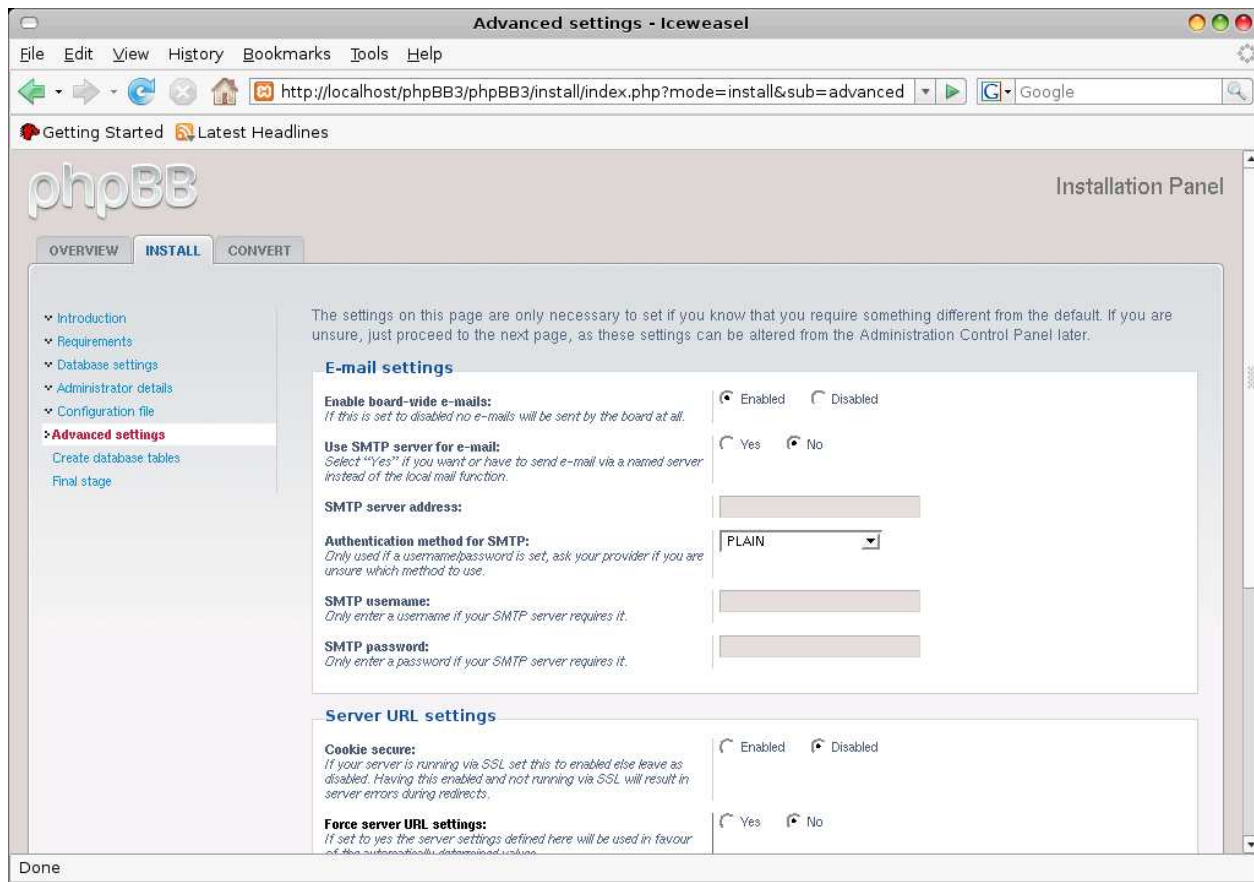 Advanced settings - Iceweasel
File Edit View History Bookmarks Tools Help
http://localhost/phpBB3/phpBB3/install/index.php?mode=install&sub=advanced
G Google
Getting Started Latest Headlines
phpBB
Installation Panel
OVERVIEW INSTALL CONVERT
Introduction
Requirements
Database settings
Administrator details
Configuration file
Advanced settings
Create database tables
Final stage
The settings on this page are only necessary to set if you know that you require something different from the default. If you are
unsure, just proceed to the next page, as these settings can be altered from the Administration Control Panel later.
E-mail settings
Enable board-wide e-mails:
If this is set to disabled no e-mails will be sent by the board at all.
Enabled Disabled
Use SMTP server for e-mail:
Select “Yes” if you want or have to send e-mail via a named server
instead of the local mail function.
Yes No
SMTP server address:
Authentication method for SMTP:
Only used if a username/password is set, ask your provider if you are
unsure which method to use.
PLAIN
SMTP username:
Only enter a username if your SMTP server requires it.
SMTP password:
Only enter a password if your SMTP server requires it.
Server URL settings
Cookie secure:
If your server is running via SSL set this to enabled else leave as
disabled. Having this enabled and not running via SSL will result in
server errors during redirects.
Enabled Disabled
Force server URL settings:
If set to yes the server settings defined here will be used in favour
of the automatically determined values.
Yes No
Done